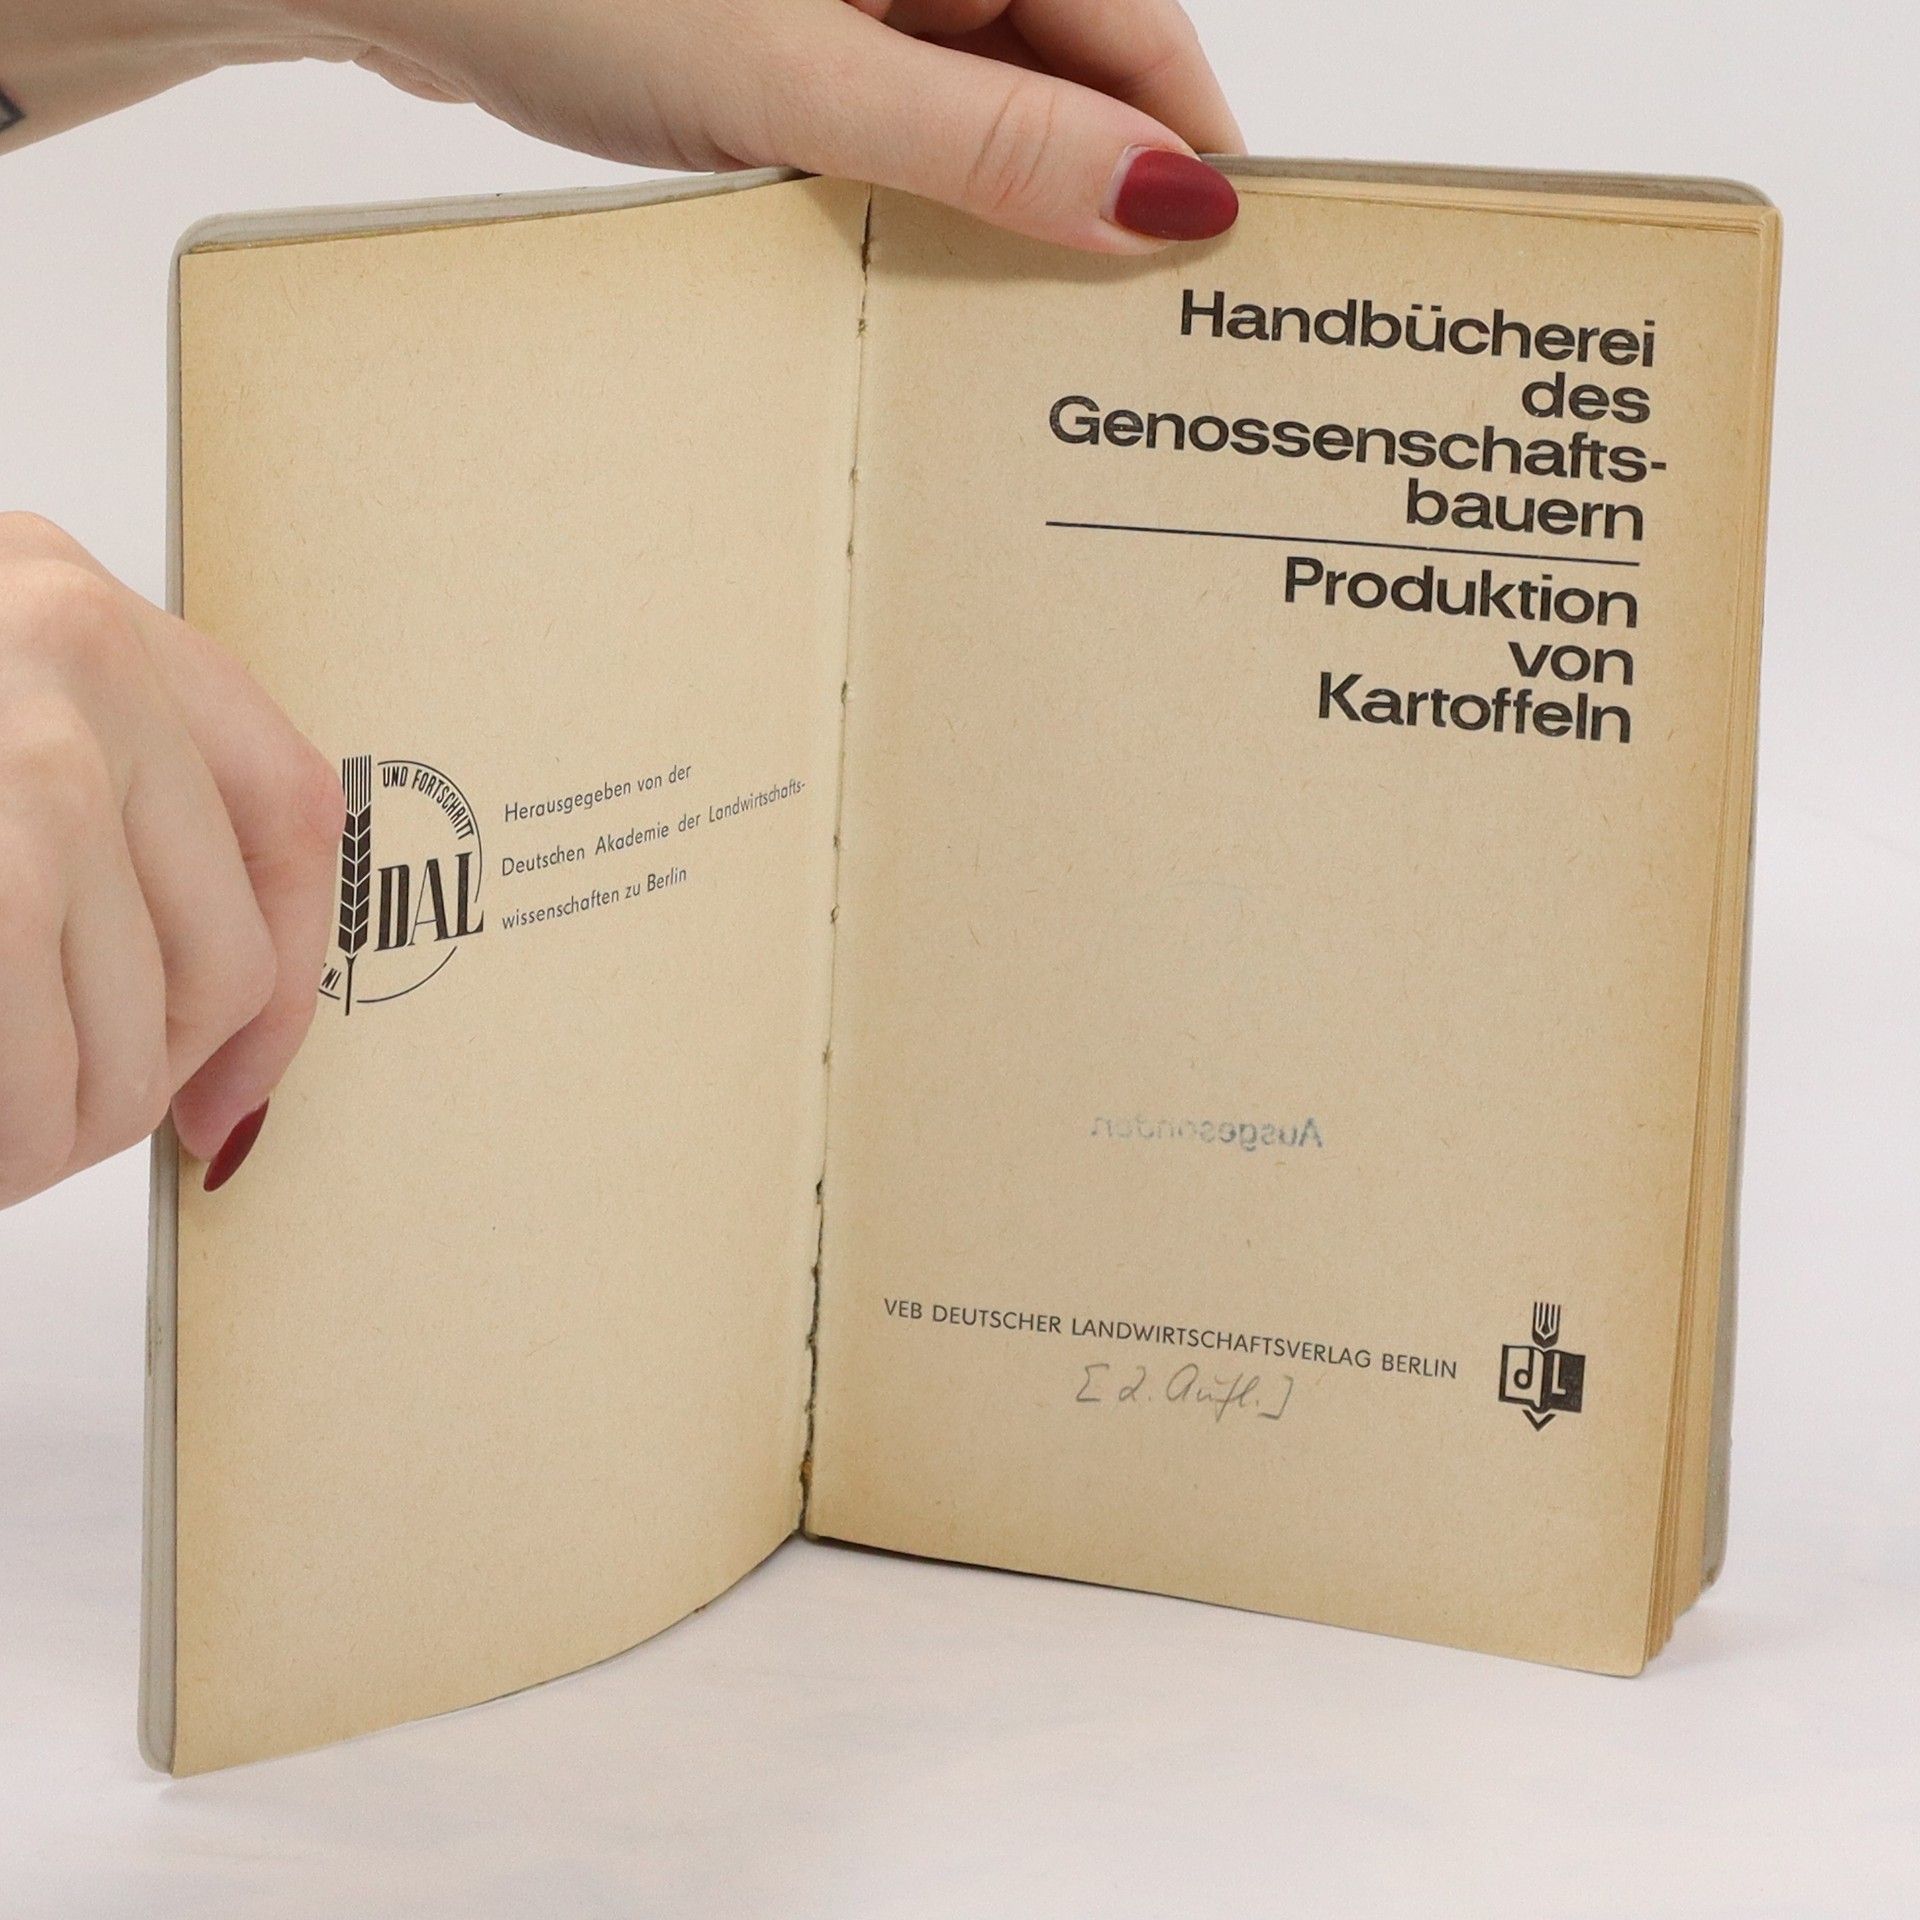 UND FORTSCHRITT
DAL
Herausgegeben von der
Deutschen Akademie der Landwirtschafts-
wissenschaften zu Berlin
Handbücherei
des
Genossenschafts-
bauern
Produktion
von
Kartoffeln
VEB DEUTSCHER LANDWIRTSCHAFTSVERLAG BERLIN
dL
[2. Aufl.]